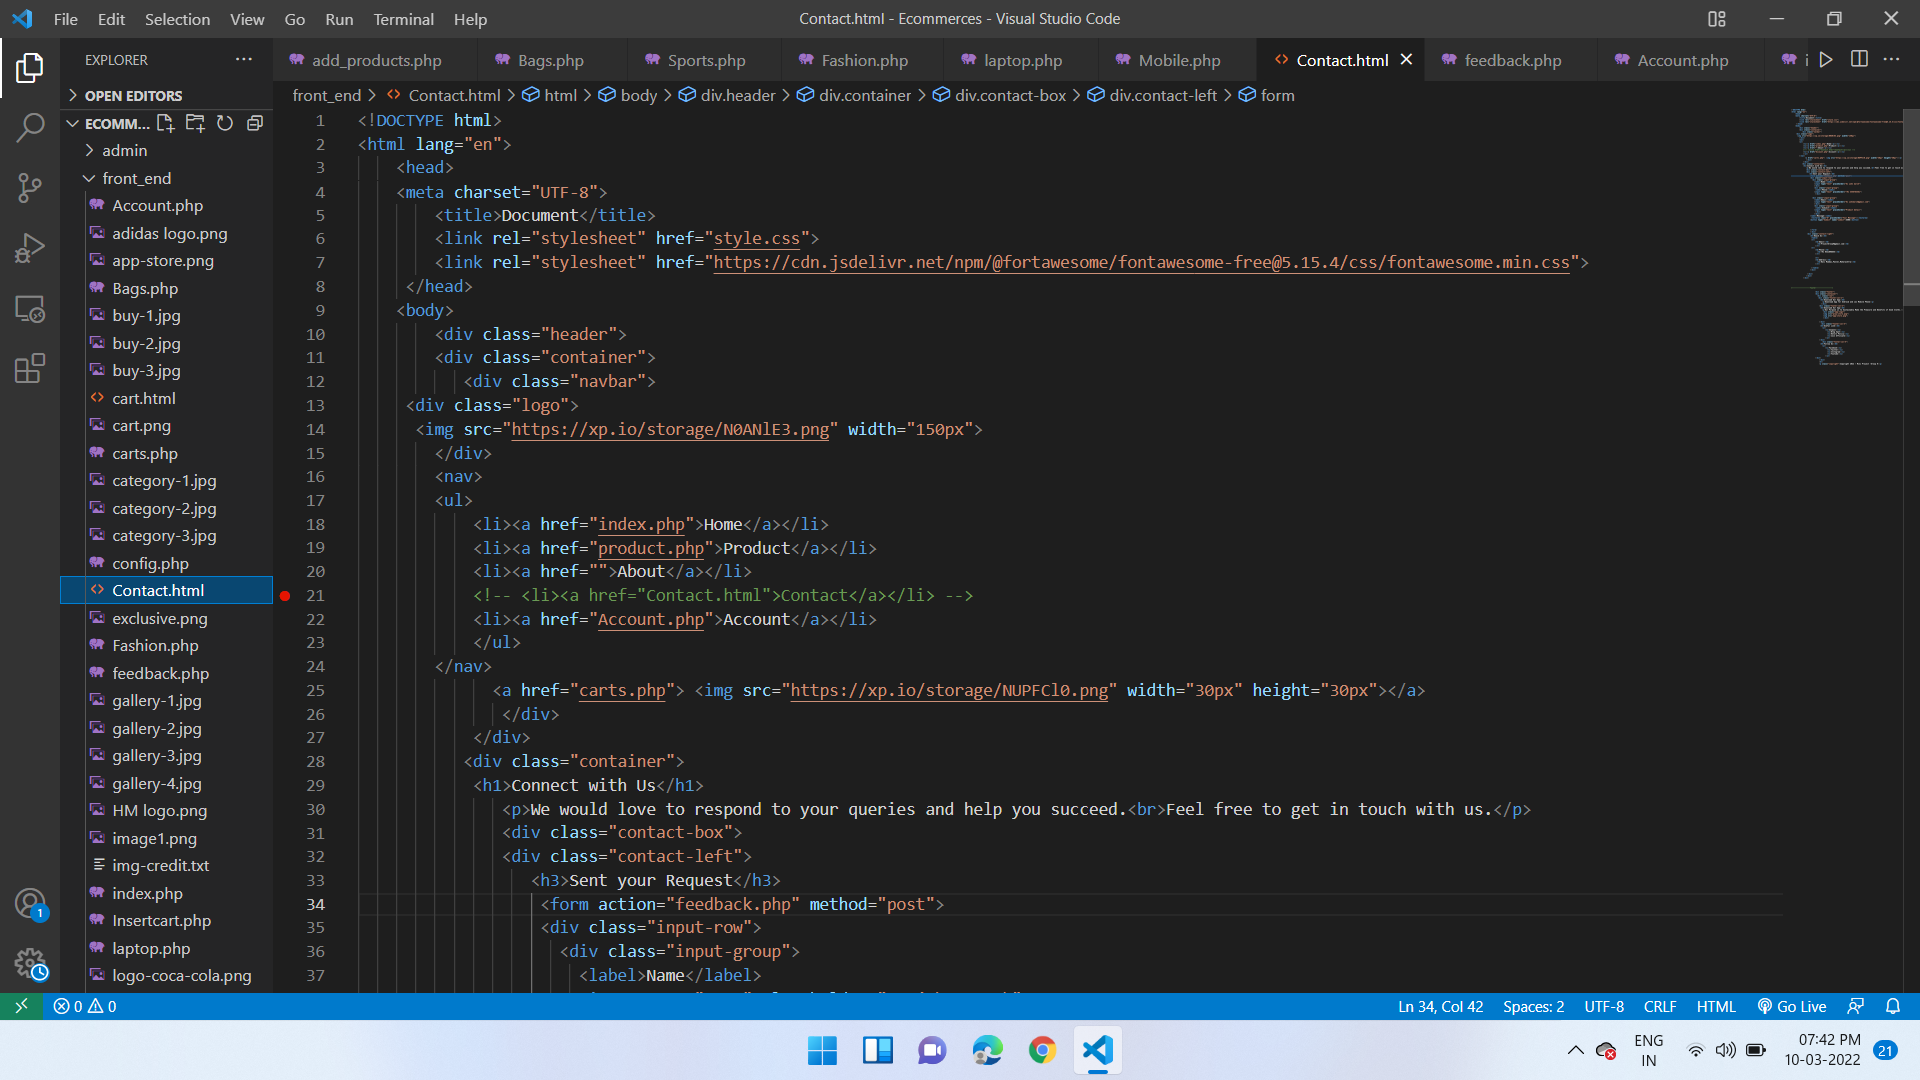 File Edit Selection View Go Run Terminal Help
Contact.html - Ecommerces - Visual Studio Code
EXPLORER
add_products.php
Bags.php
Sports.php
Fashion.php
laptop.php
Mobile.php
Contact.html
feedback.php
Account.php
front_end > Contact.html > html > body > div.header > div.container > div.contact-box > div.contact-left > form
OPEN EDITORS
ECOMM...
admin
front_end
Account.php
adidas logo.png
app-store.png
Bags.php
buy-1.jpg
buy-2.jpg
buy-3.jpg
cart.html
cart.png
carts.php
category-1.jpg
category-2.jpg
category-3.jpg
config.php
Contact.html
exclusive.png
Fashion.php
feedback.php
gallery-1.jpg
gallery-2.jpg
gallery-3.jpg
gallery-4.jpg
HM logo.png
image1.png
img-credit.txt
index.php
Insertcart.php
laptop.php
logo-coca-cola.png
1 <!DOCTYPE html>
2 <html lang="en">
3 <head>
4 <meta charset="UTF-8">
5 <title>Document</title>
6 <link rel="stylesheet" href="style.css">
7 <link rel="stylesheet" href="https://cdn.jsdelivr.net/npm/@fortawesome/fontawesome-free@5.15.4/css/fontawesome.min.css">
8 </head>
9 <body>
10 <div class="header">
11 <div class="container">
12 <div class="navbar">
13 <div class="logo">
14 <img src="https://xp.io/storage/N0ANlE3.png" width="150px">
15 </div>
16 <nav>
17 <ul>
18 <li><a href="index.php">Home</a></li>
19 <li><a href="product.php">Product</a></li>
20 <li><a href="">About</a></li>
21 <!-- <li><a href="Contact.html">Contact</a></li> -->
22 <li><a href="Account.php">Account</a></li>
23 </ul>
24 </nav>
25 <a href="carts.php"> <img src="https://xp.io/storage/NUPFCl0.png" width="30px" height="30px"></a>
26 </div>
27 </div>
28 <div class="container">
29 <h1>Connect with Us</h1>
30 <p>We would love to respond to your queries and help you succeed.<br>Feel free to get in touch with us.</p>
31 <div class="contact-box">
32 <div class="contact-left">
33 <h3>Sent your Request</h3>
34 <form action="feedback.php" method="post">
35 <div class="input-row">
36 <div class="input-group">
37 <label>Name</label>
1
0 0
Ln 34, Col 42 Spaces: 2 UTF-8 CRLF HTML Go Live
ENG
IN
07:42 PM
10-03-2022
21